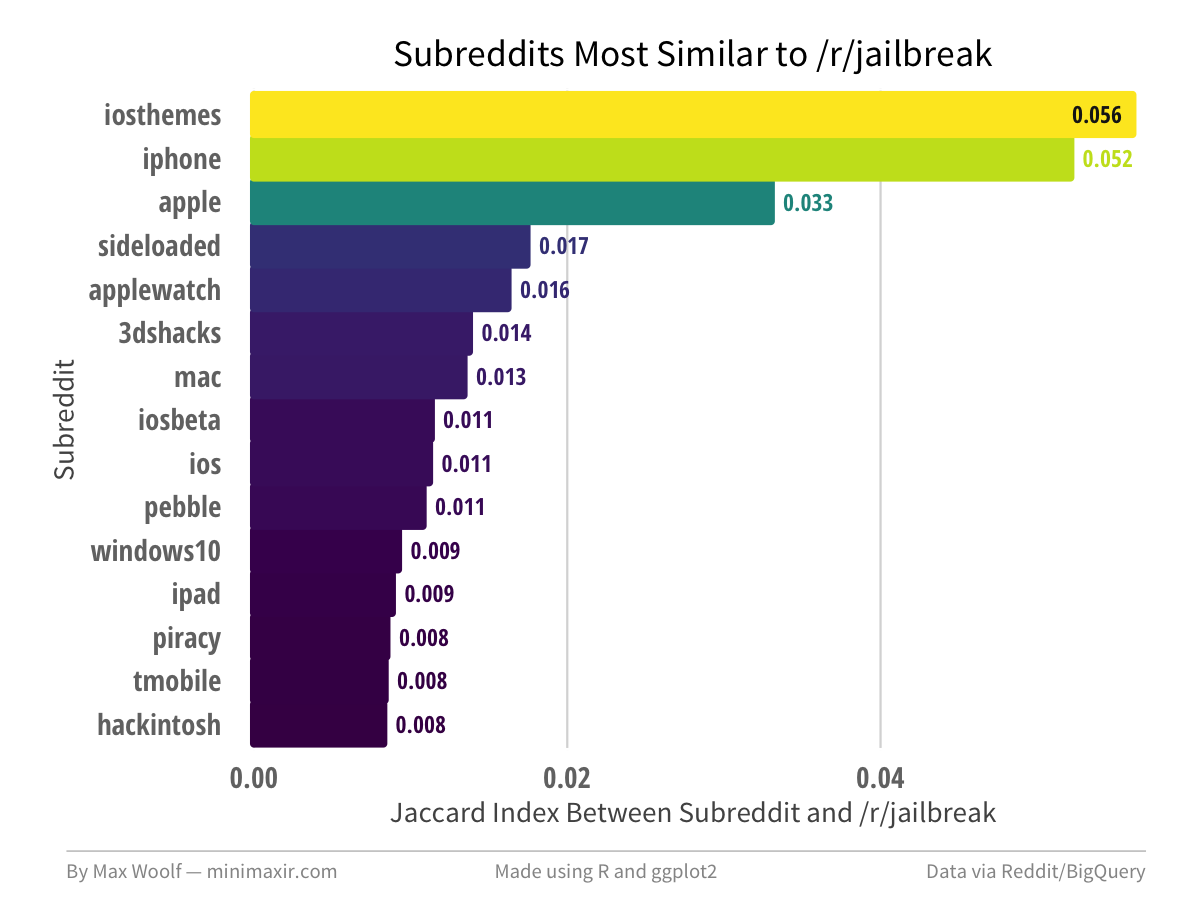 Subreddits Most Similar to /r/jailbreak
iosthemes 0.056
iphone 0.052
apple 0.033
sideloaded 0.017
applewatch 0.016
3dshacks 0.014
mac 0.013
iosbeta 0.011
ios 0.011
pebble 0.011
windows10 0.009
ipad 0.009
piracy 0.008
tmobile 0.008
hackintosh 0.008
Subreddit
0.00 0.02 0.04
Jaccard Index Between Subreddit and /r/jailbreak
By Max Woolf — minimaxir.com Made using R and ggplot2 Data via Reddit/BigQuery